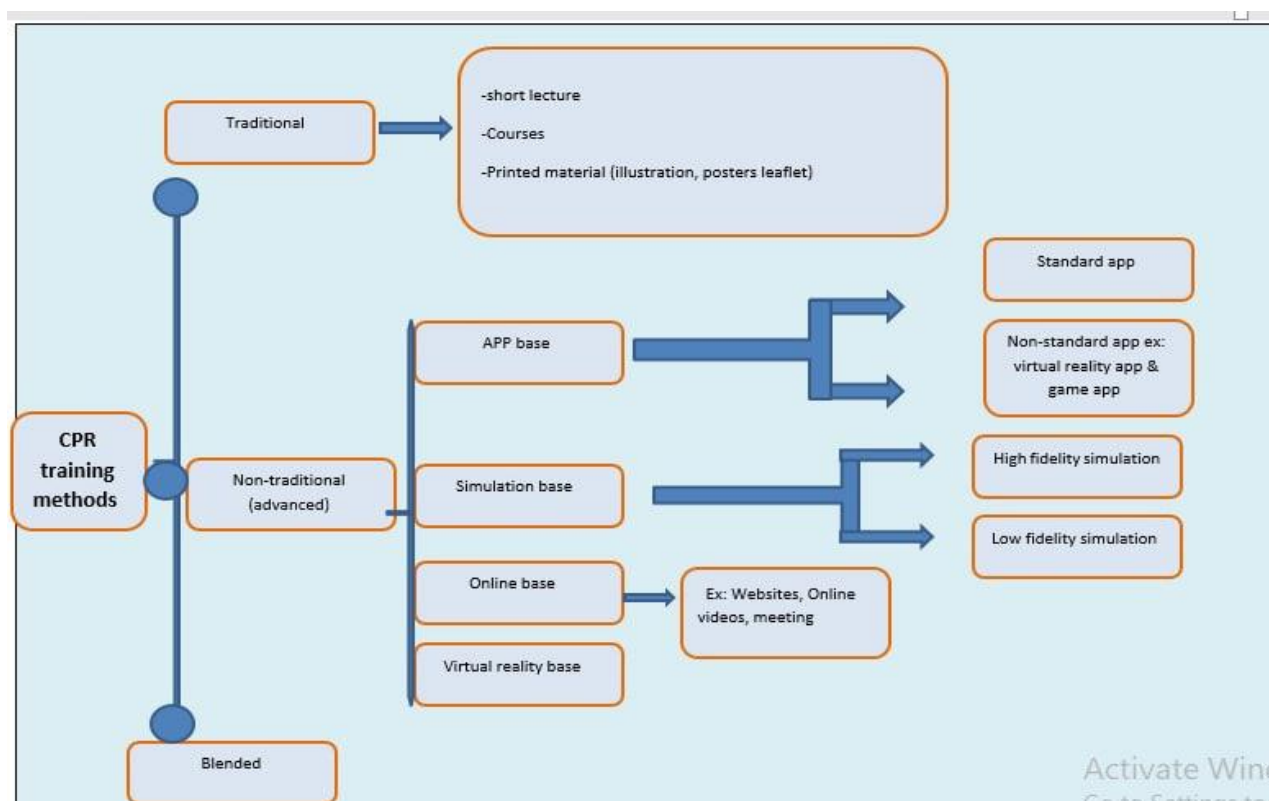 Traditional
-short lecture
-Courses
-Printed material (illustration, posters leaflet)
Standard app
APP base
Non-standard app ex:
virtual reality app &
game app
CPR
training
methods
Non-traditional
(advanced)
Simulation base
High fidelity simulation
Low fidelity simulation
Online base
Ex: Websites, Online
videos, meeting
Virtual reality base
Blended
Activate Win